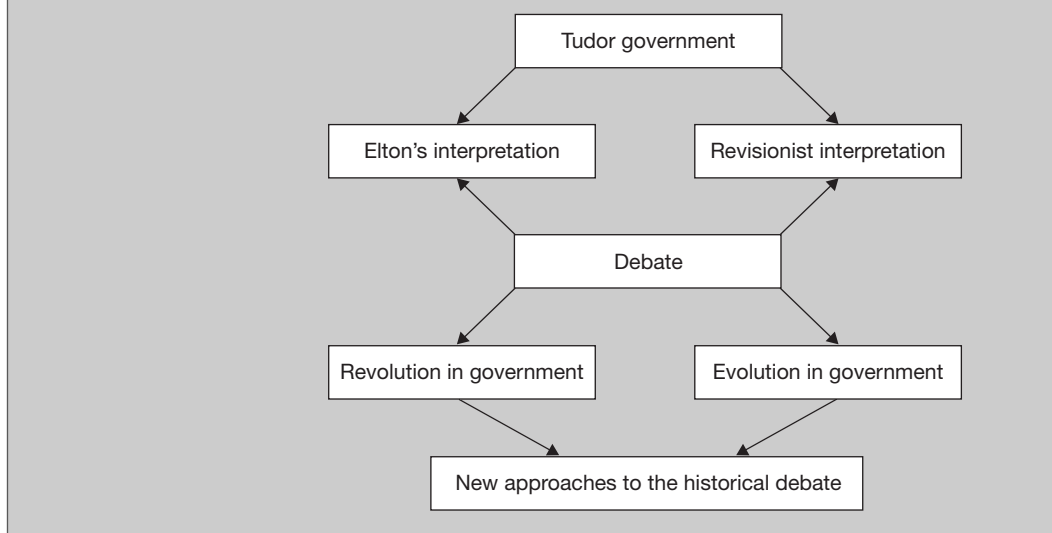 Tudor government
Elton’s interpretation
Revisionist interpretation
Debate
Revolution in government
Evolution in government
New approaches to the historical debate